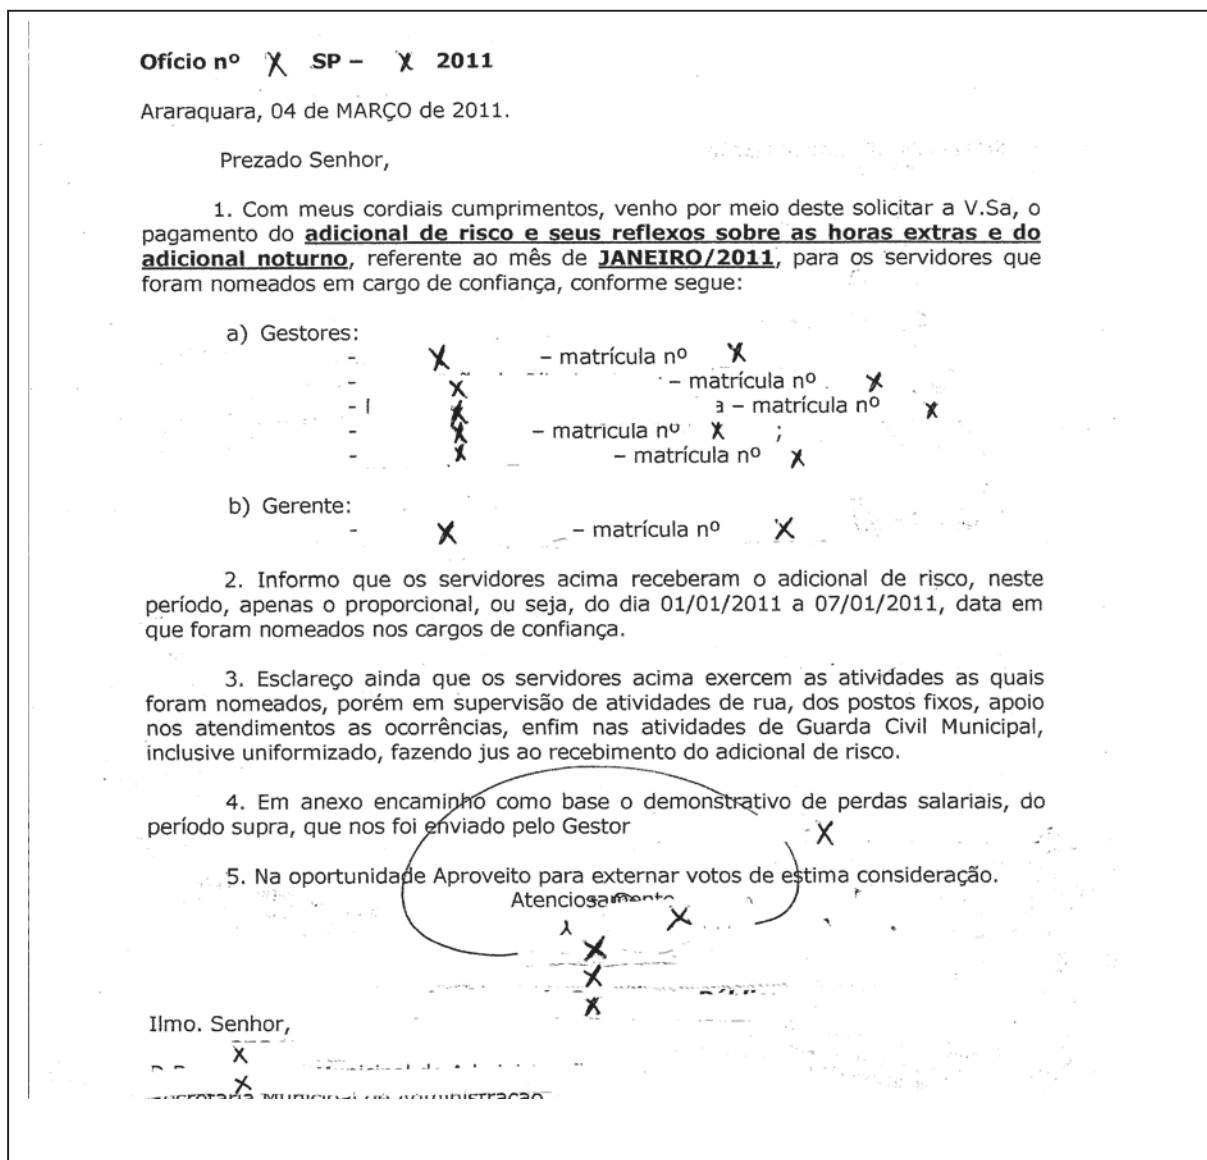 Ofício nº X SP – X 2011
Araraquara, 04 de MARÇO de 2011.
Prezado Senhor,
1. Com meus cordiais cumprimentos, venho por meio deste solicitar a V.Sa, o
pagamento do adicional de risco e seus reflexos sobre as horas extras e do
adicional noturno, referente ao mês de JANEIRO/2011, para os servidores que
foram nomeados em cargo de confiança, conforme segue:
a) Gestores:
- X – matrícula nº X
- X – matrícula nº X
- X a – matrícula nº X
- X – matricula nº X ;
- X – matrícula nº X
b) Gerente:
- X – matrícula nº X
2. Informo que os servidores acima receberam o adicional de risco, neste
período, apenas o proporcional, ou seja, do dia 01/01/2011 a 07/01/2011, data em
que foram nomeados nos cargos de confiança.
3. Esclareço ainda que os servidores acima exercem as atividades as quais
foram nomeados, porém em supervisão de atividades de rua, dos postos fixos, apoio
nos atendimentos as ocorrências, enfim nas atividades de Guarda Civil Municipal,
inclusive uniformizado, fazendo jus ao recebimento do adicional de risco.
4. Em anexo encaminho como base o demonstrativo de perdas salariais, do
período supra, que nos foi enviado pelo Gestor X
5. Na oportunidade Aproveito para externar votos de estima consideração.
Atenciosamente
X
X
X
X
Ilmo. Senhor,
X
X
Secretaria Municipal de Administração